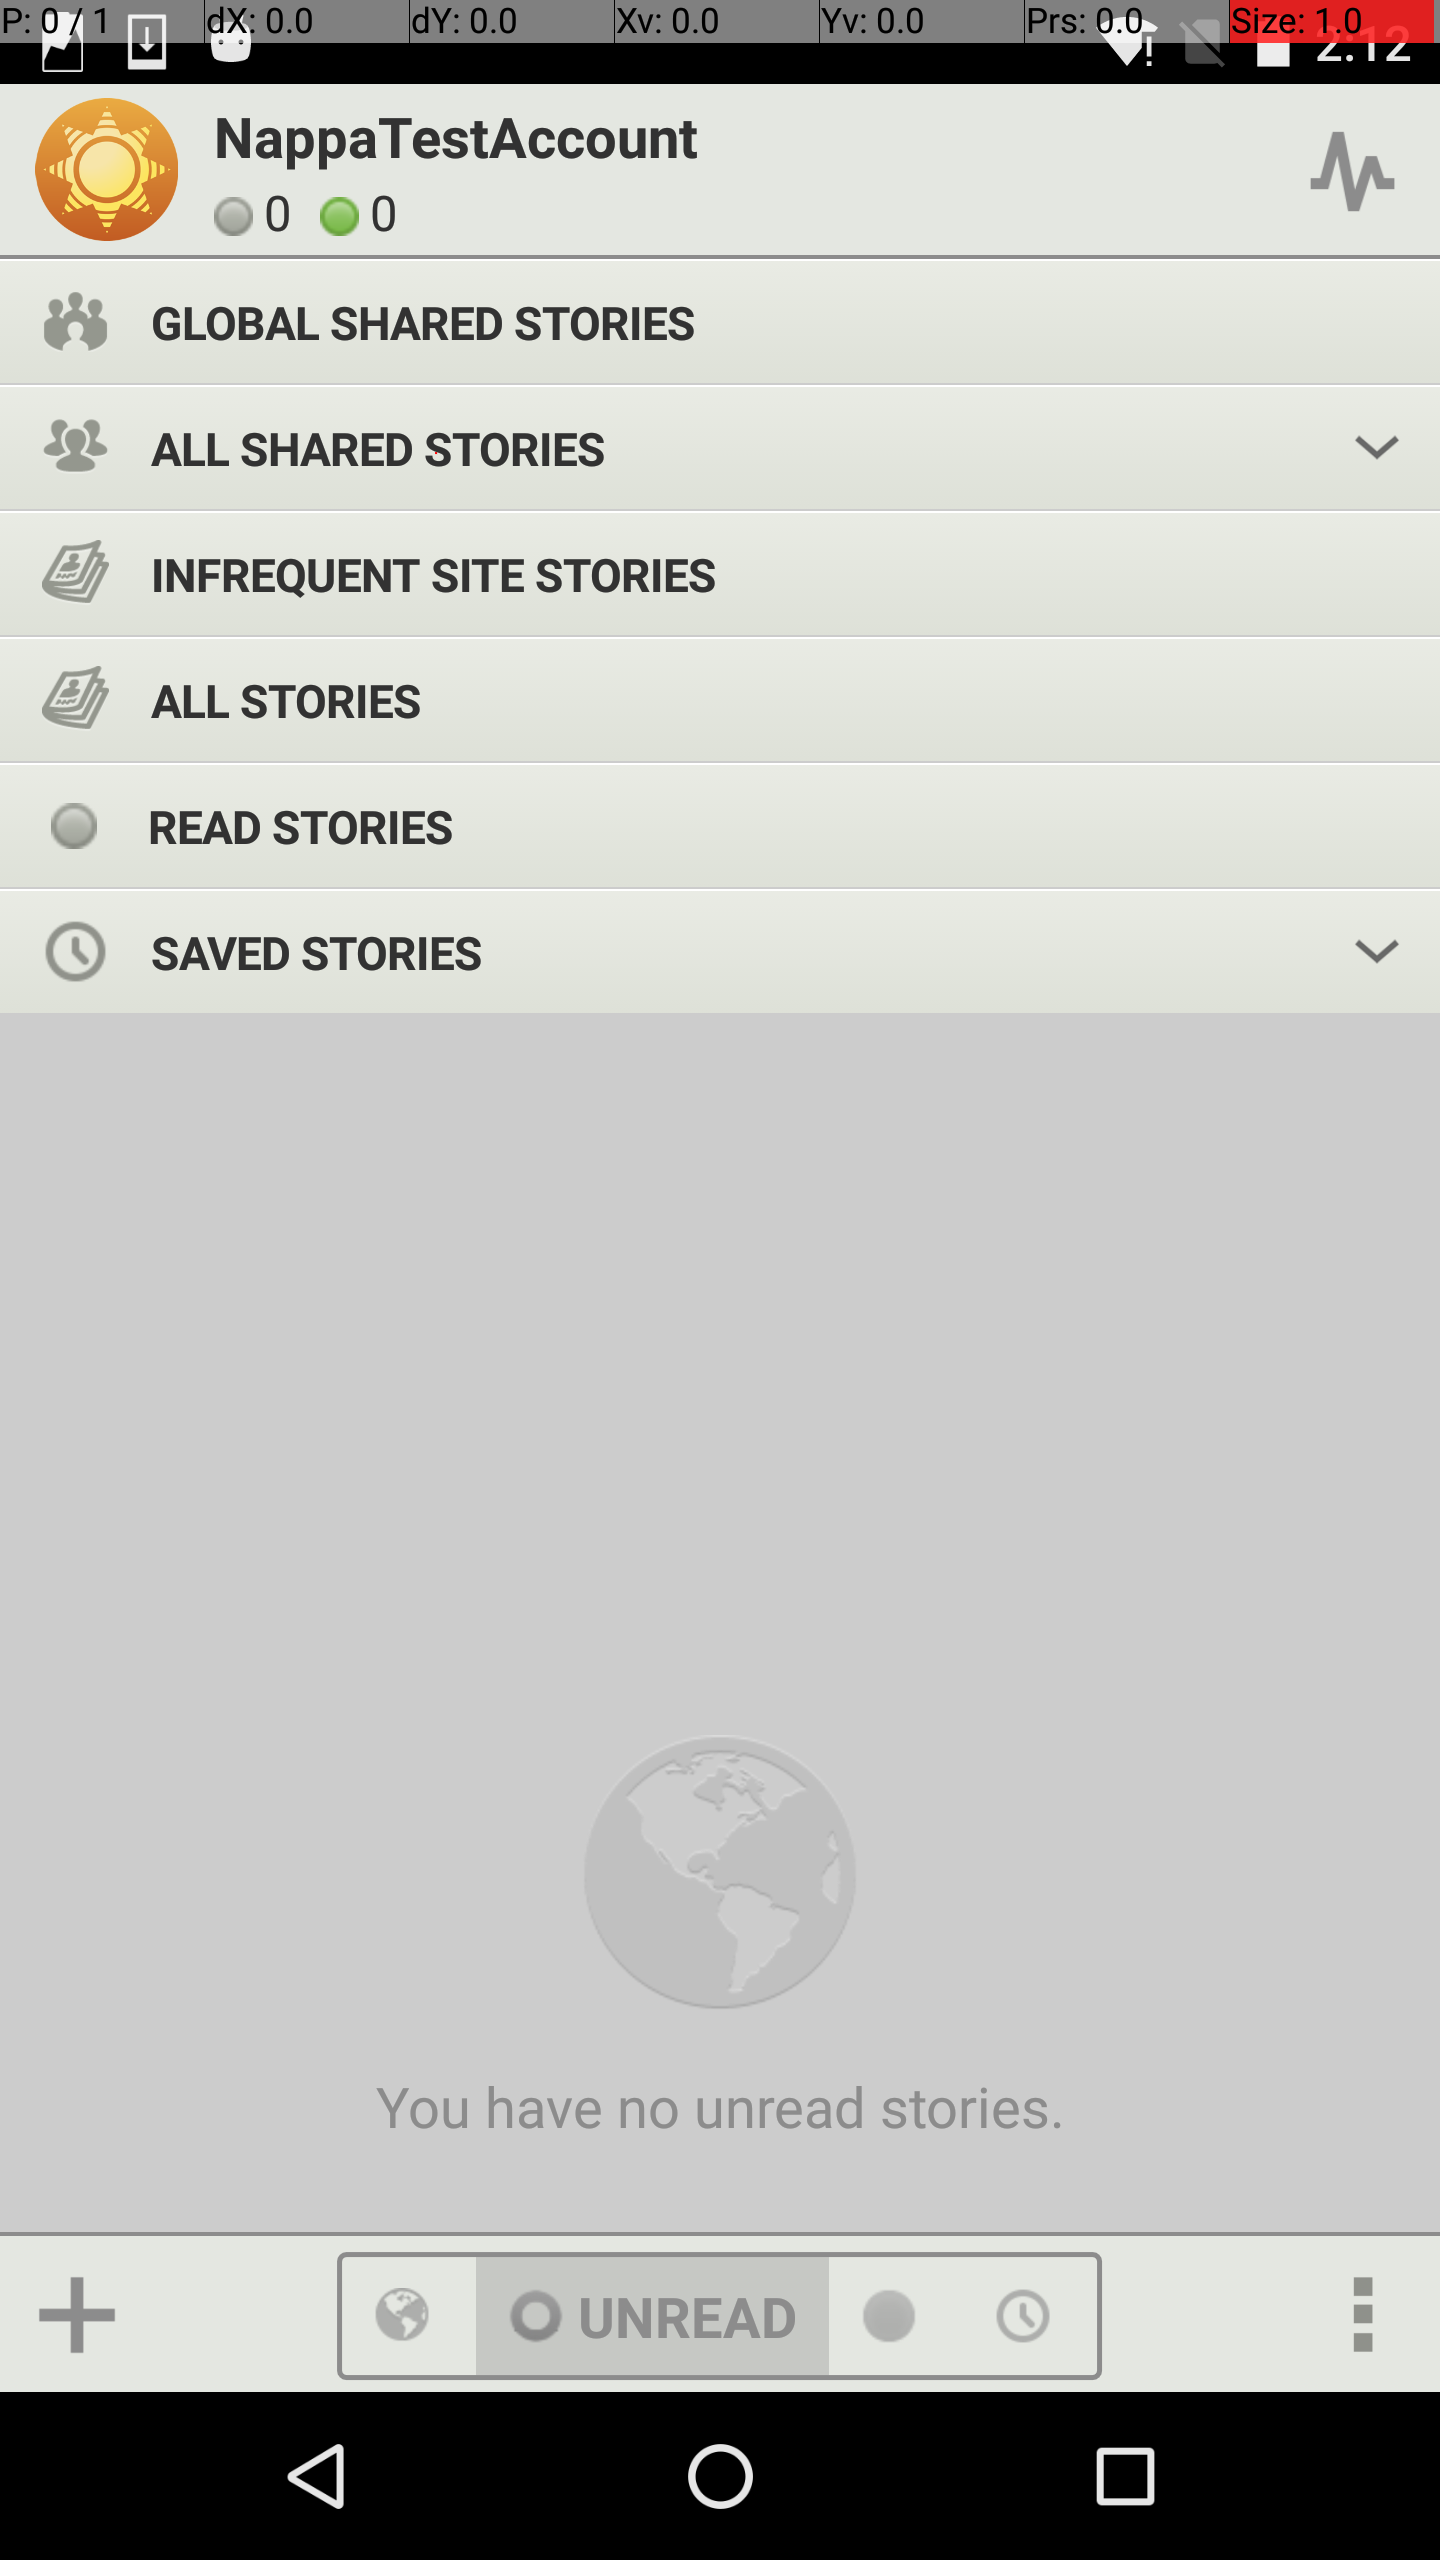 P: 0 / 1 dX: 0.0 dY: 0.0 Xv: 0.0 Yv: 0.0 Prs: 0.0 Size: 1.0
2:12
NappaTestAccount
0 0
GLOBAL SHARED STORIES
ALL SHARED STORIES
INFREQUENT SITE STORIES
ALL STORIES
READ STORIES
SAVED STORIES
You have no unread stories.
UNREAD